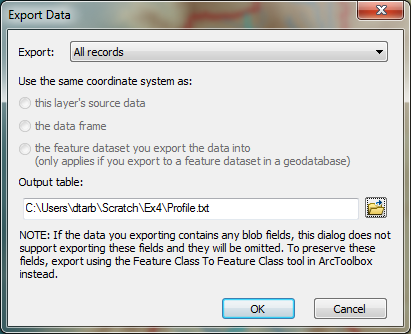 Export Data
Export: All records
Use the same coordinate system as:
this layer's source data
the data frame
the feature dataset you export the data into
(only applies if you export to a feature dataset in a geodatabase)
Output table:
C:\Users\dtarb\Scratch\Ex4\Profile.txt
NOTE: If the data you exporting contains any blob fields, this dialog does not
support exporting these fields and they will be omitted. To preserve these
fields, export using the Feature Class To Feature Class tool in ArcToolbox
instead.
OK Cancel